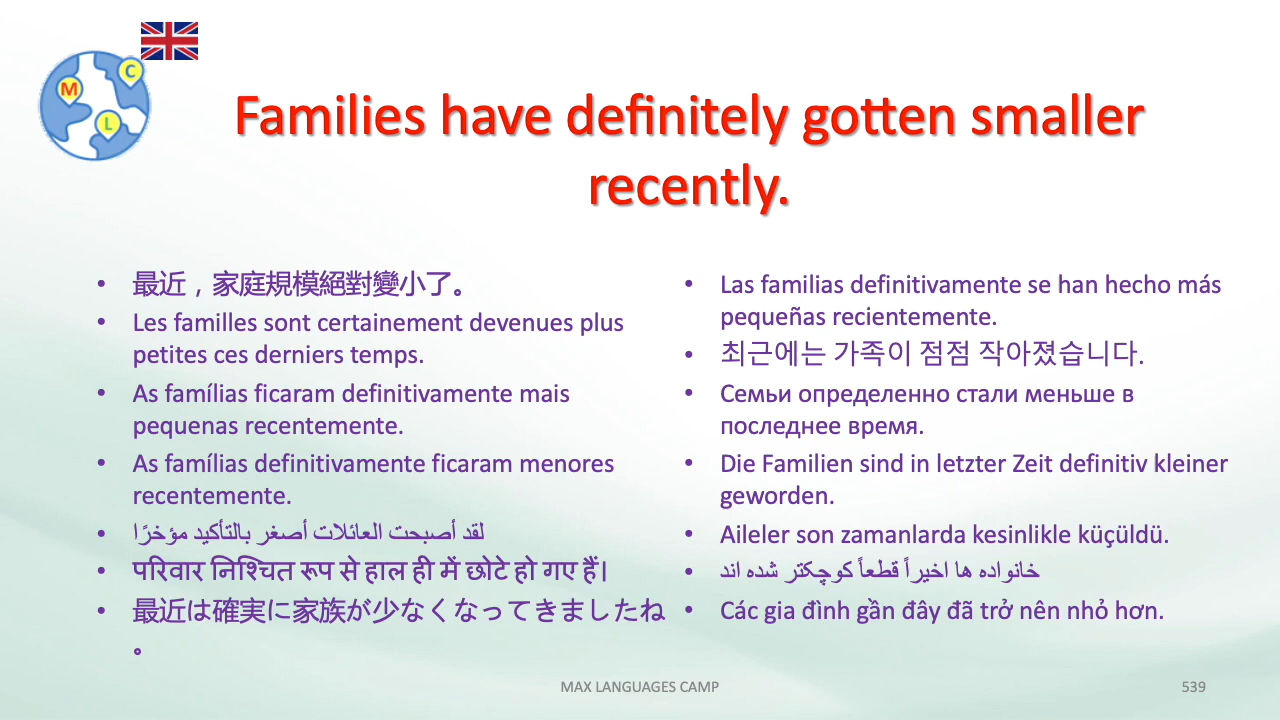 M
C
L
Families have definitely gotten smaller
recently.
最近，家庭規模絕對變小了。
Les familles sont certainement devenues plus
petites ces derniers temps.
As famílias ficaram definitivamente mais
pequenas recentemente.
As famílias definitivamente ficaram menores
recentemente.
لقد أصبحت العائلات أصغر بالتأكيد مؤخرًا
परिवार निश्चित रूप से हाल ही में छोटे हो गए हैं।
最近は確実に家族が少なくなってきましたね
。
Las familias definitivamente se han hecho más
pequeñas recientemente.
최근에는 가족이 점점 작아졌습니다.
Семьи определенно стали меньше в
последнее время.
Die Familien sind in letzter Zeit definitiv kleiner
geworden.
Aileler son zamanlarda kesinlikle küçüldü.
خانواده ها اخیراً قطعاً کوچکتر شده اند
Các gia đình gần đây đã trở nên nhỏ hơn.
MAX LANGUAGES CAMP
539